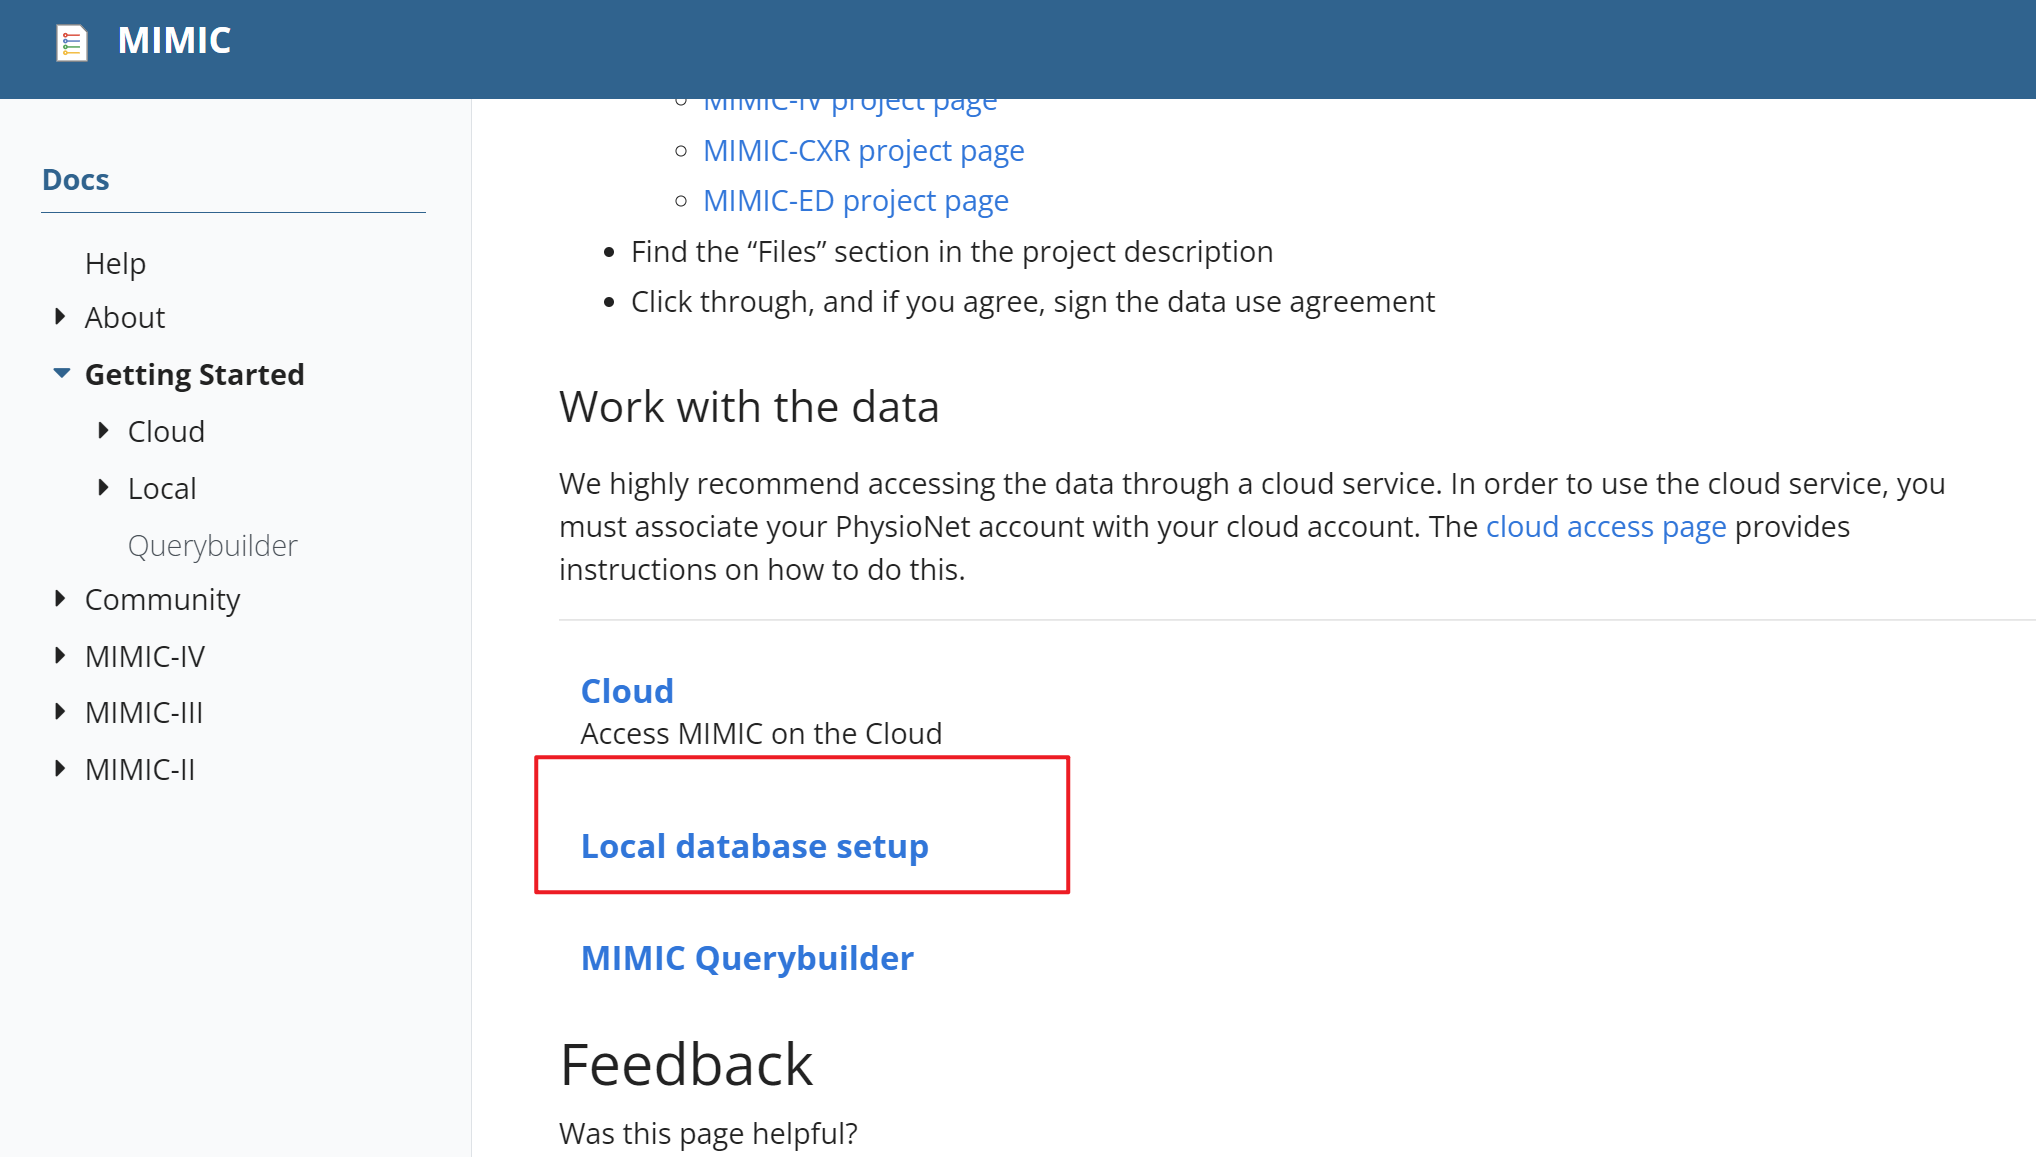 MIMIC
Docs
Help
About
Getting Started
Cloud
Local
Querybuilder
Community
MIMIC-IV
MIMIC-III
MIMIC-II
MIMIC-IV project page
MIMIC-CXR project page
MIMIC-ED project page
Find the “Files” section in the project description
Click through, and if you agree, sign the data use agreement
Work with the data
We highly recommend accessing the data through a cloud service. In order to use the cloud service, you
must associate your PhysioNet account with your cloud account. The cloud access page provides
instructions on how to do this.
Cloud
Access MIMIC on the Cloud
Local database setup
MIMIC Querybuilder
Feedback
Was this page helpful?